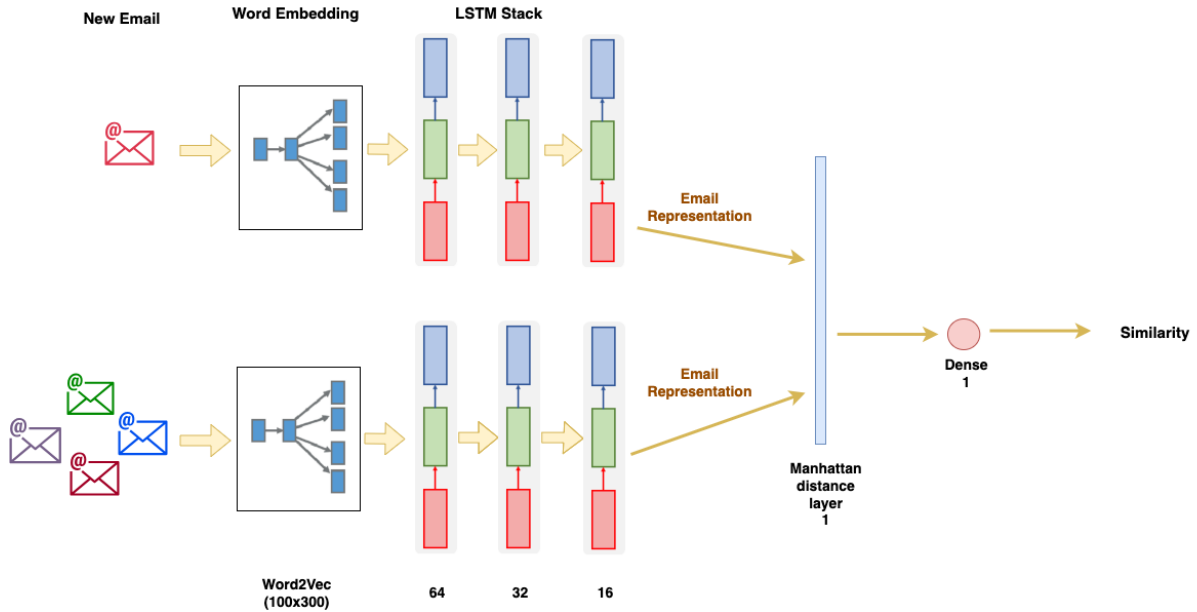 New Email
Word Embedding
LSTM Stack
@
Email
Representation
@
@
@
@
Email
Representation
Similarity
Dense
1
Manhattan
distance
layer
1
Word2Vec
(100x300)
64
32
16